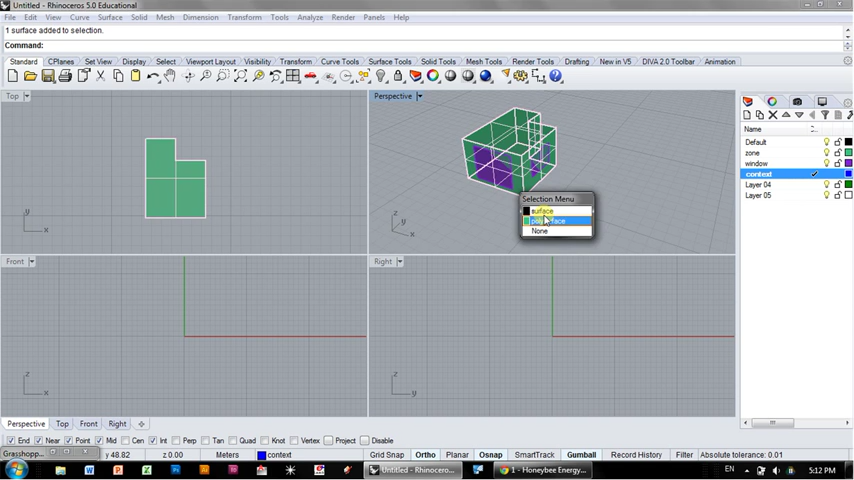 Untitled - Rhinoceros 5.0 Educational
File Edit View Curve Surface Solid Mesh Dimension Transform Tools Analyze Render Panels Help
1 surface added to selection.
Command:
Standard CPlanes Set View Display Select Viewport Layout Visibility Transform Curve Tools Surface Tools Solid Tools Mesh Tools Render Tools Drafting New in V5 DIVA 2.0 Toolbar Animation
Top
Perspective
Name
Default
zone
window
context
Layer 04
Layer 05
Selection Menu
surface
polysurface
None
y
x
z
y
x
Front
Right
z
x
z
y
Perspective Top Front Right
End Near Point Mid Cen Int Perp Tan Quad Knot Vertex Project Disable
Grasshopp... y 48.82 z 0.00 context Grid Snap Ortho Planar Osnap SmartTrack Gumball Record History Filter Absolute tolerance: 0.01
Untitled - Rhinoceros ... 1 - Honeybee Energy... EN 5:12 PM